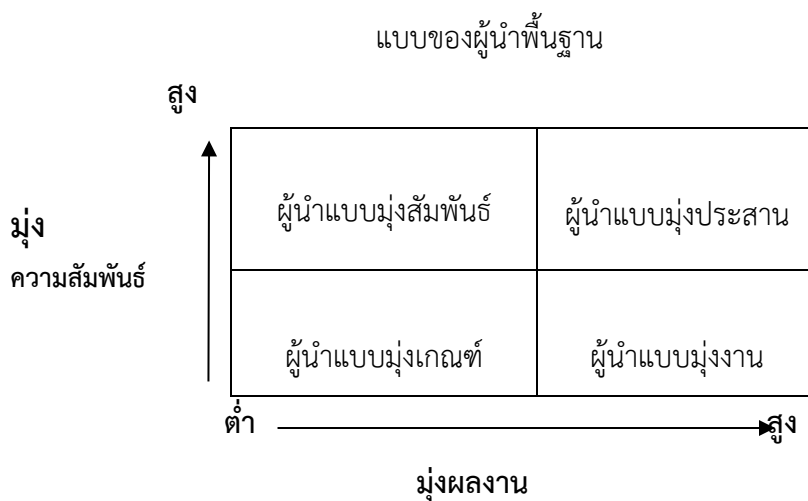 แบบของผู้นำพื้นฐาน
สูง
มุ่ง
ความสัมพันธ์
ผู้นำแบบมุ่งสัมพันธ์
ผู้นำแบบมุ่งประสาน
ผู้นำแบบมุ่งเกณฑ์
ผู้นำแบบมุ่งงาน
ต่ำ
สูง
มุ่งผลงาน